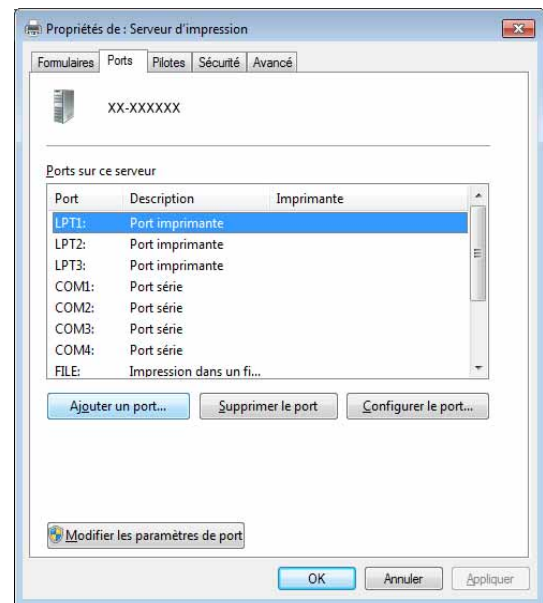 Propriétés de : Serveur d'impression
Formulaires Ports Pilotes Sécurité Avancé
XX-XXXXXX
Ports sur ce serveur
Port Description Imprimante
LPT1: Port imprimante
LPT2: Port imprimante
LPT3: Port imprimante
COM1: Port série
COM2: Port série
COM3: Port série
COM4: Port série
FILE: Impression dans un fi...
Ajouter un port... Supprimer le port Configurer le port...
Modifier les paramètres de port
OK Annuler Appliquer